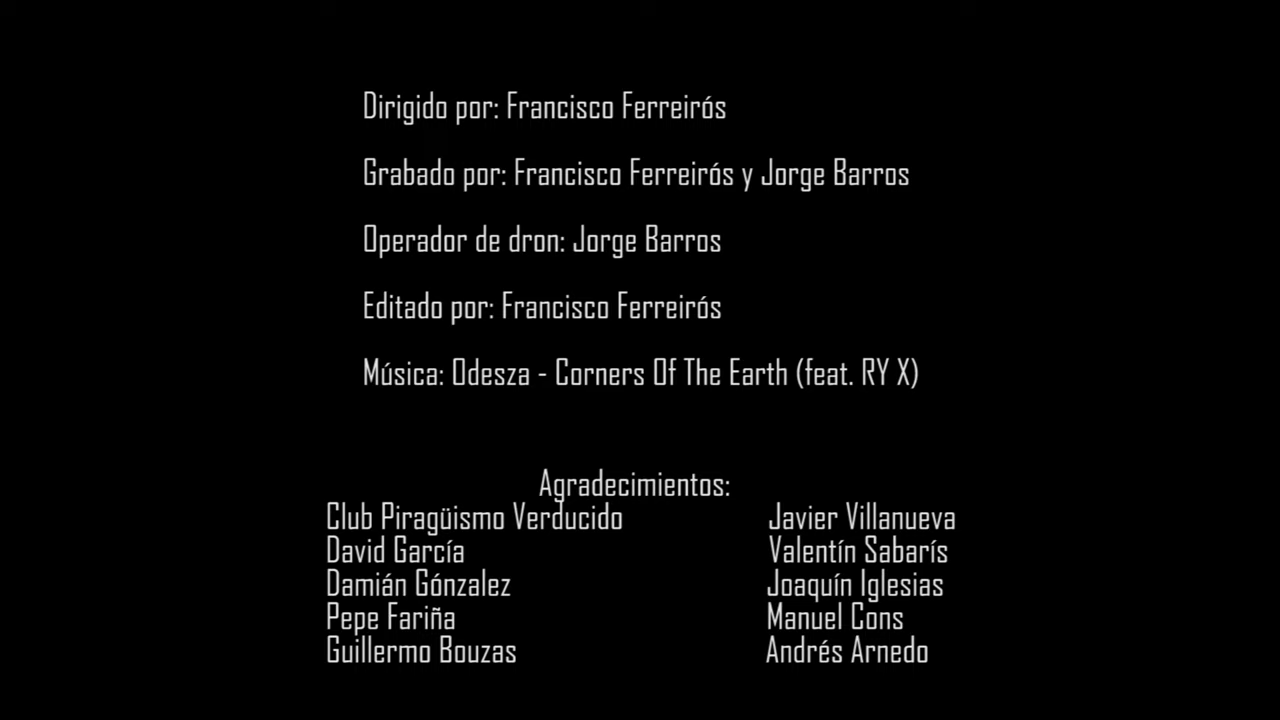 Dirigido por: Francisco Ferreirós
Grabado por: Francisco Ferreirós y Jorge Barros
Operador de dron: Jorge Barros
Editado por: Francisco Ferreirós
Música: Odesza - Corners Of The Earth (feat. RY X)
Agradecimientos:
Club Piragüismo Verducido
David García
Damián Gónzalez
Pepe Fariña
Guillermo Bouzas
Javier Villanueva
Valentín Sabarís
Joaquín Iglesias
Manuel Cons
Andrés Arnedo